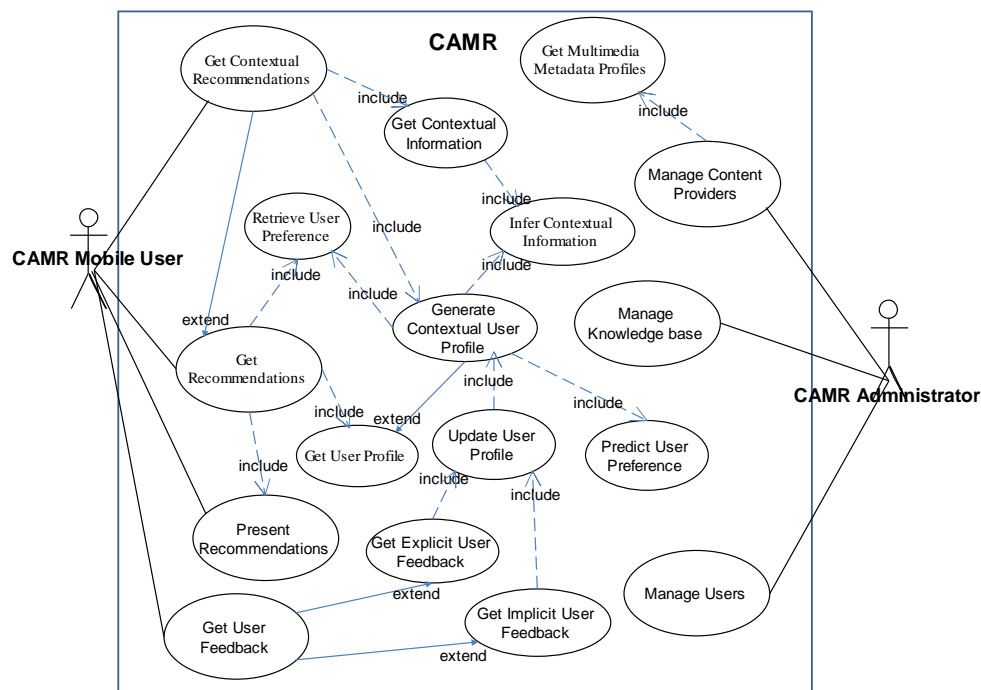 CAMR
Get Contextual
Recommendations
Get Multimedia
Metadata Profiles
include
include
Get Contextual
Information
Manage Content
Providers
include
Retrieve User
Preference
include
Infer Contextual
Information
CAMR Mobile User
include
include
include
Generate
Contextual User
Profile
Manage
Knowledge base
extend
Get
Recommendations
include
CAMR Administrator
include
extend
include
Get User Profile
Update User
Profile
Predict User
Preference
include
include
include
Present
Recommendations
Get Explicit User
Feedback
extend
Manage Users
Get User
Feedback
Get Implicit User
Feedback
extend